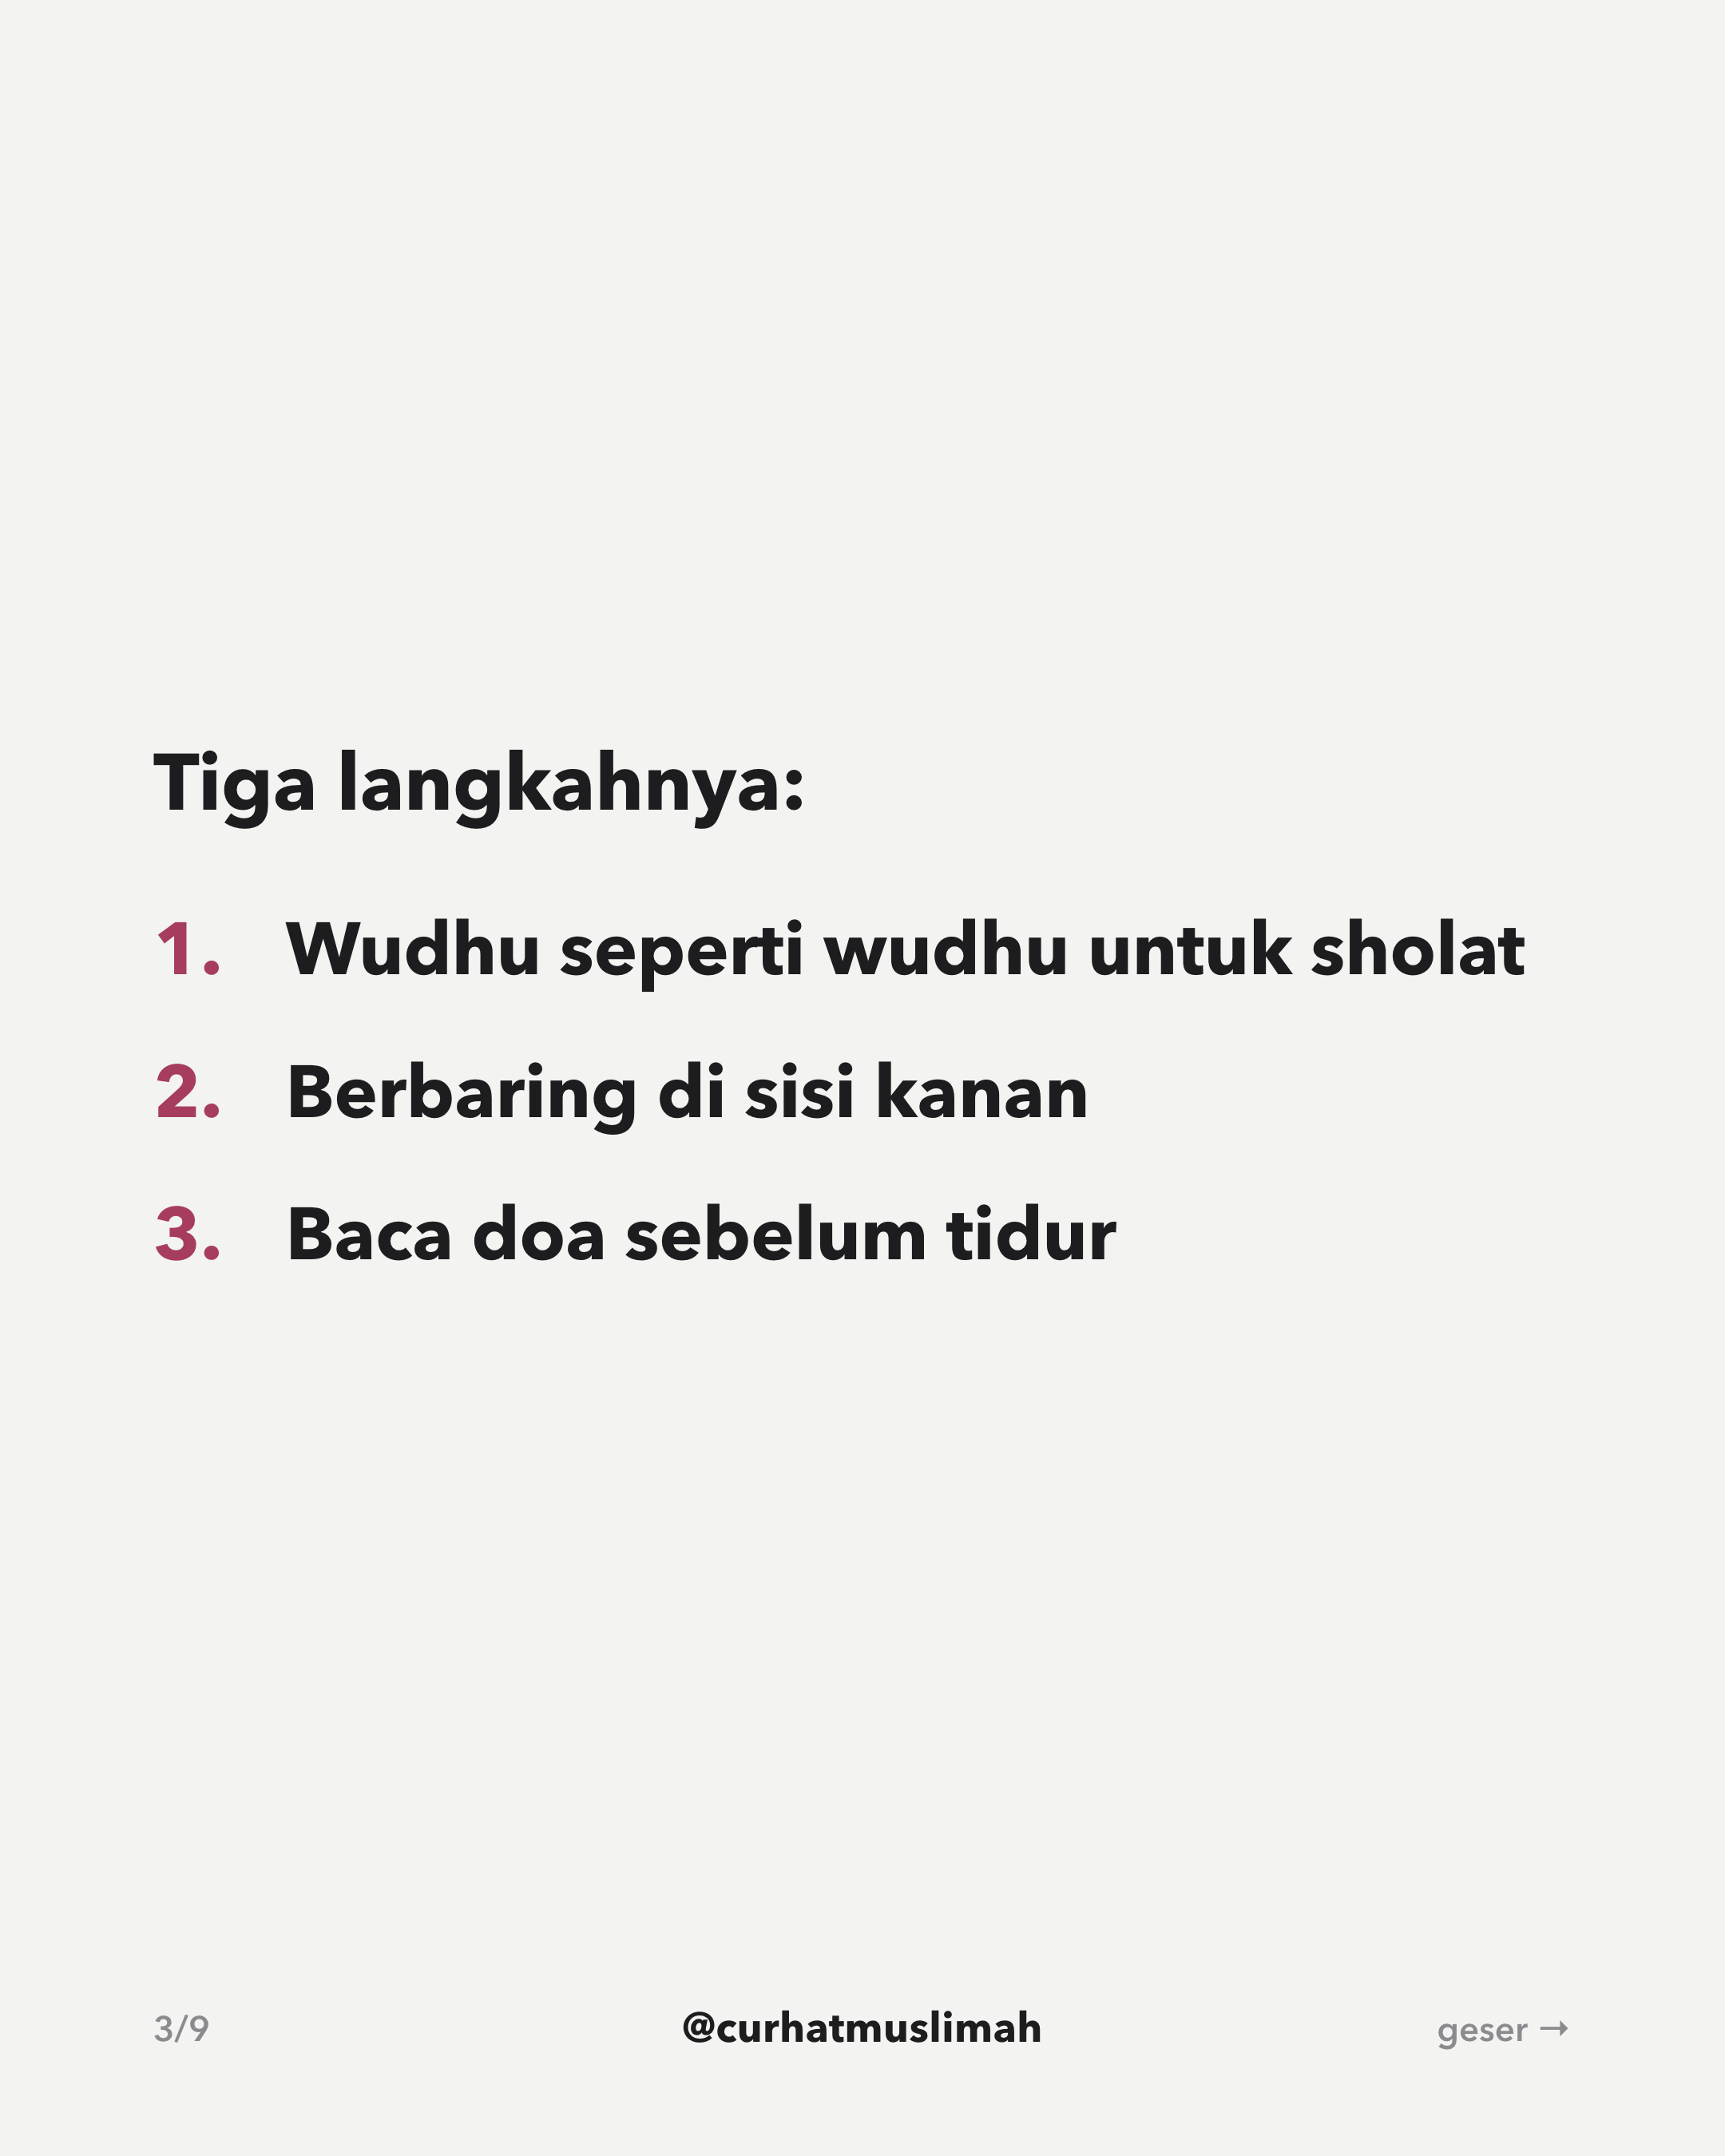 Tiga langkahnya:
1. Wudhu seperti wudhu untuk sholat
2. Berbaring di sisi kanan
3. Baca doa sebelum tidur
3/9 @curhatmuslimah geser →